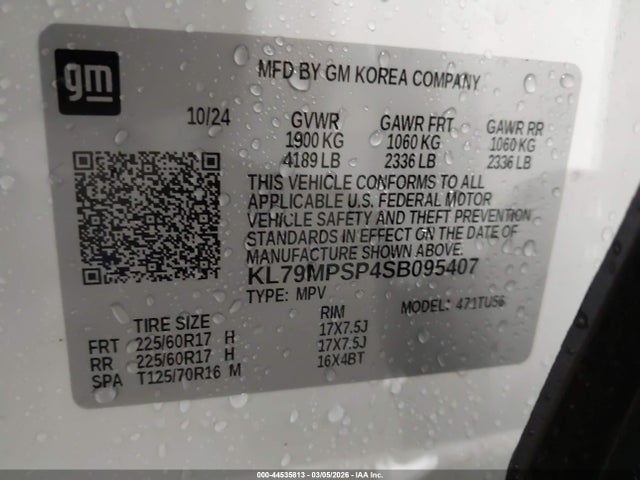 gm
MFD BY GM KOREA COMPANY
10/24 GVWR GAWR FRT GAWR RR
1900 KG 1060 KG 1060 KG
4189 LB 2336 LB 2336 LB
THIS VEHICLE CONFORMS TO ALL
APPLICABLE U.S. FEDERAL MOTOR
VEHICLE SAFETY AND THEFT PREVENTION
STANDARDS IN EFFECT ON THE DATE OF
MANUFACTURE SHOWN ABOVE.
KL79MPSP4SB095407
TYPE: MPV MODEL: 471TU56
TIRE SIZE RIM
FRT 225/60R17 H 17X7.5J
RR 225/60R17 H 17X7.5J
SPA T125/70R16 M 16X4BT
000-44535813 - 03/05/2026 - IAA Inc.